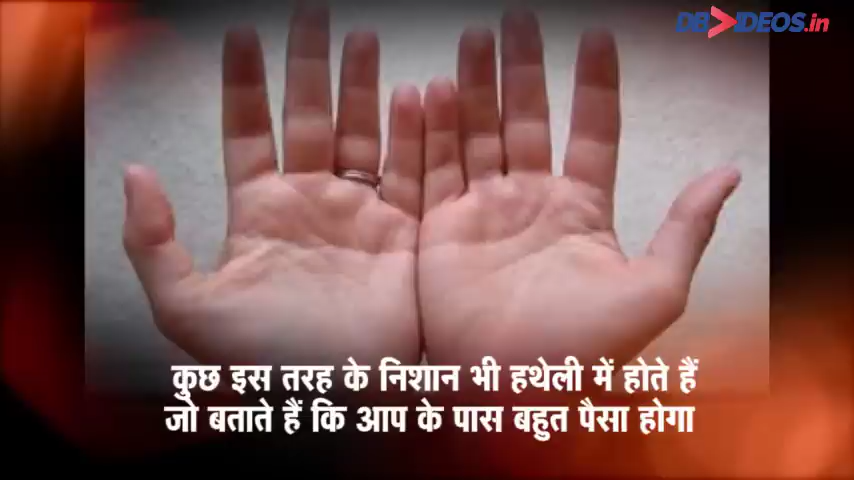 DBVIDEOS.in
कुछ इस तरह के निशान भी हथेली में होते हैं
जो बताते हैं कि आप के पास बहुत पैसा होगा